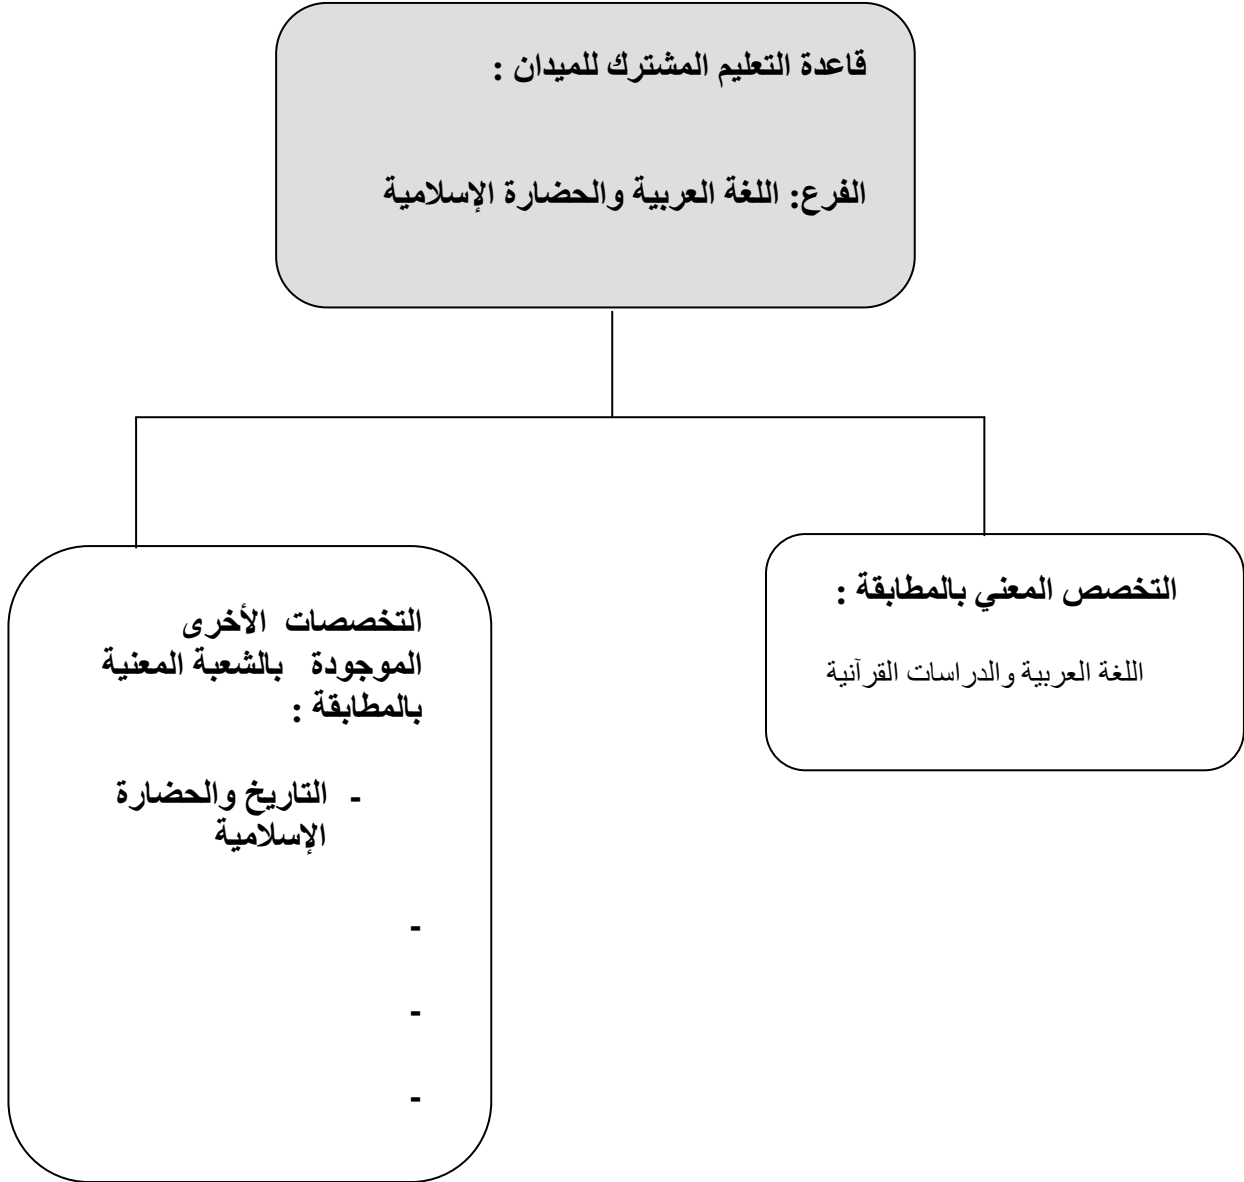 قاعدة التعليم المشترك للميدان :
الفرع: اللغة العربية والحضارة الإسلامية
التخصص المعني بالمطابقة :
اللغة العربية والدراسات القرآنية
التخصصات الأخرى
الموجودة بالشعبة المعنية
بالمطابقة :
- التاريخ والحضارة
الإسلامية
-
-
-